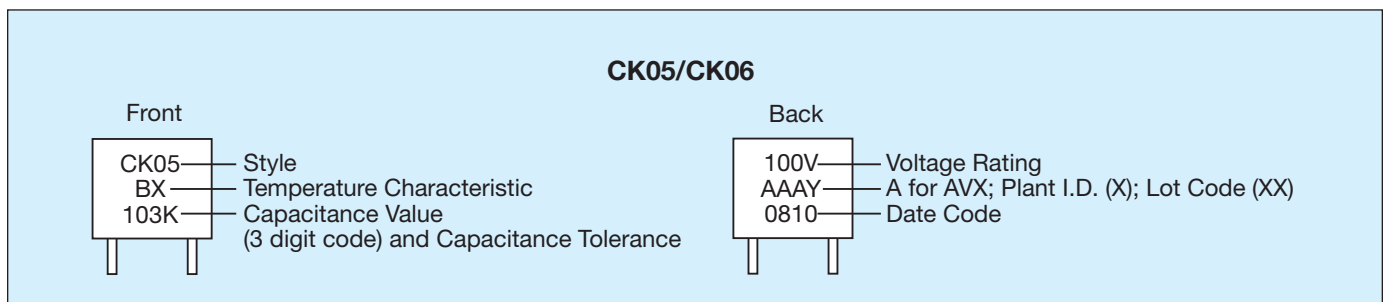 CK05/CK06
Front
CK05 Style
BX Temperature Characteristic
103K Capacitance Value
(3 digit code) and Capacitance Tolerance
Back
100V Voltage Rating
AAAY A for AVX; Plant I.D. (X); Lot Code (XX)
0810 Date Code